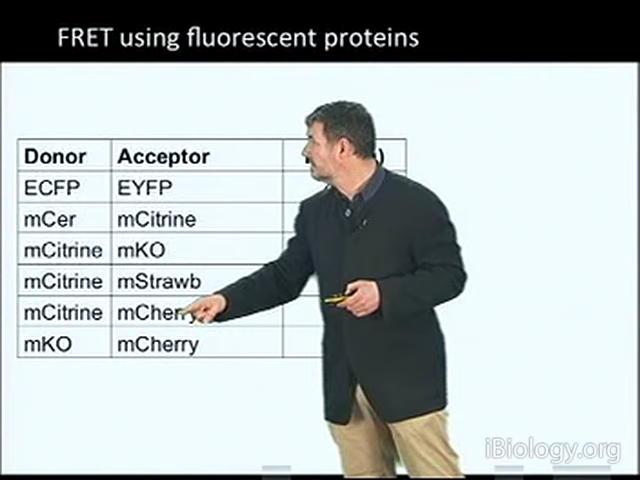 FRET using fluorescent proteins
Donor Acceptor )
ECFP EYFP
mCer mCitrine
mCitrine mKO
mCitrine mStrawb
mCitrine mCherry
mKO mCherry
iBiology.org